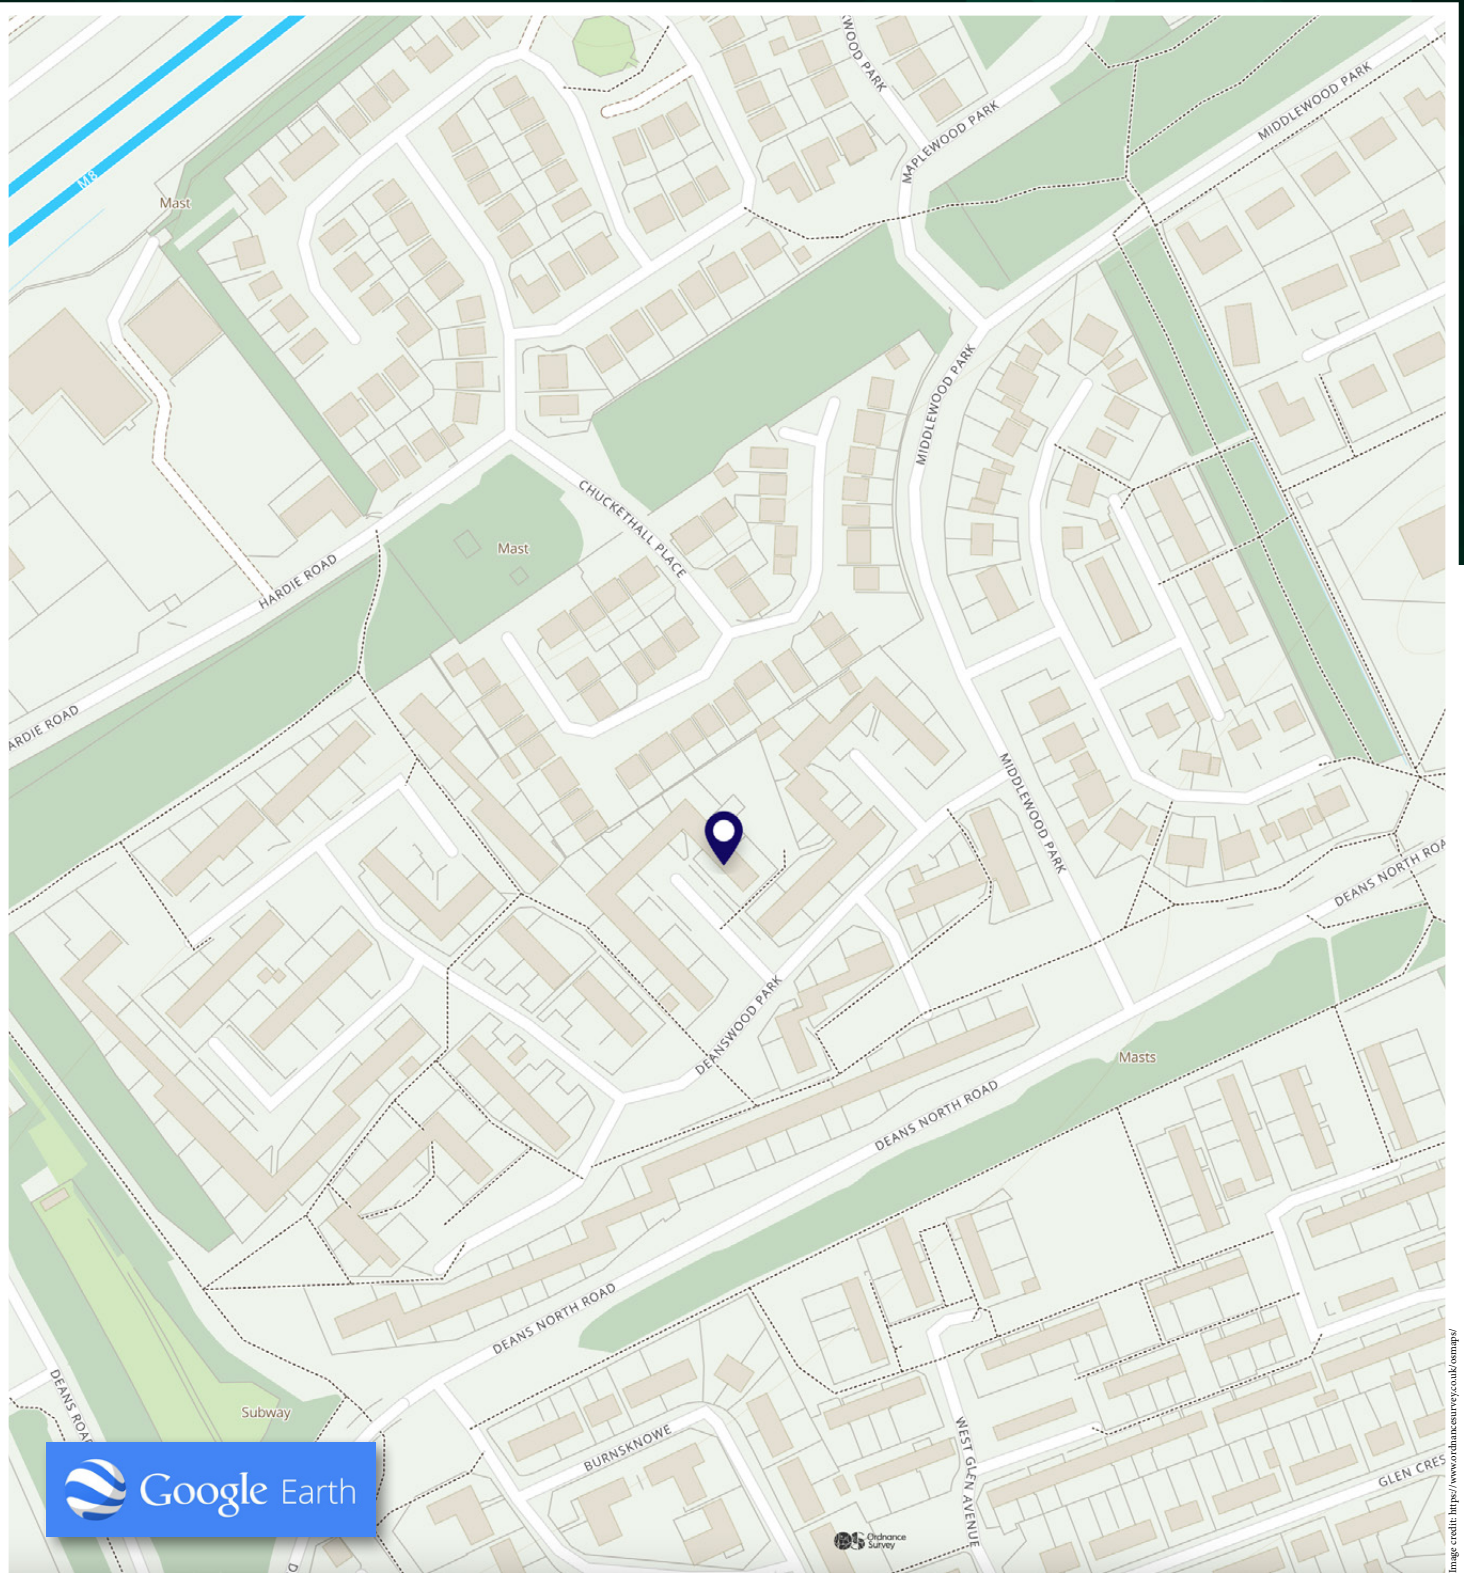 WOOD PARK
MAPLEWOOD PARK
MIDDLEWOOD PARK
M8
Mast
MIDDLEWOOD PARK
CHUCKETHALL PLACE
Mast
HARDIE ROAD
ARDIE ROAD
MIDDLEWOOD PARK
DEANS NORTH ROA
DEANSWOOD PARK
Masts
DEANS NORTH ROAD
DEANS NORTH ROAD
DEANS ROA
Subway
BURNSKNOWE
WEST GLEN AVENUE
GLEN CRES
Google Earth
Ordnance
Survey
D
Image credit: https://www.ordnancesurvey.co.uk/osmaps/